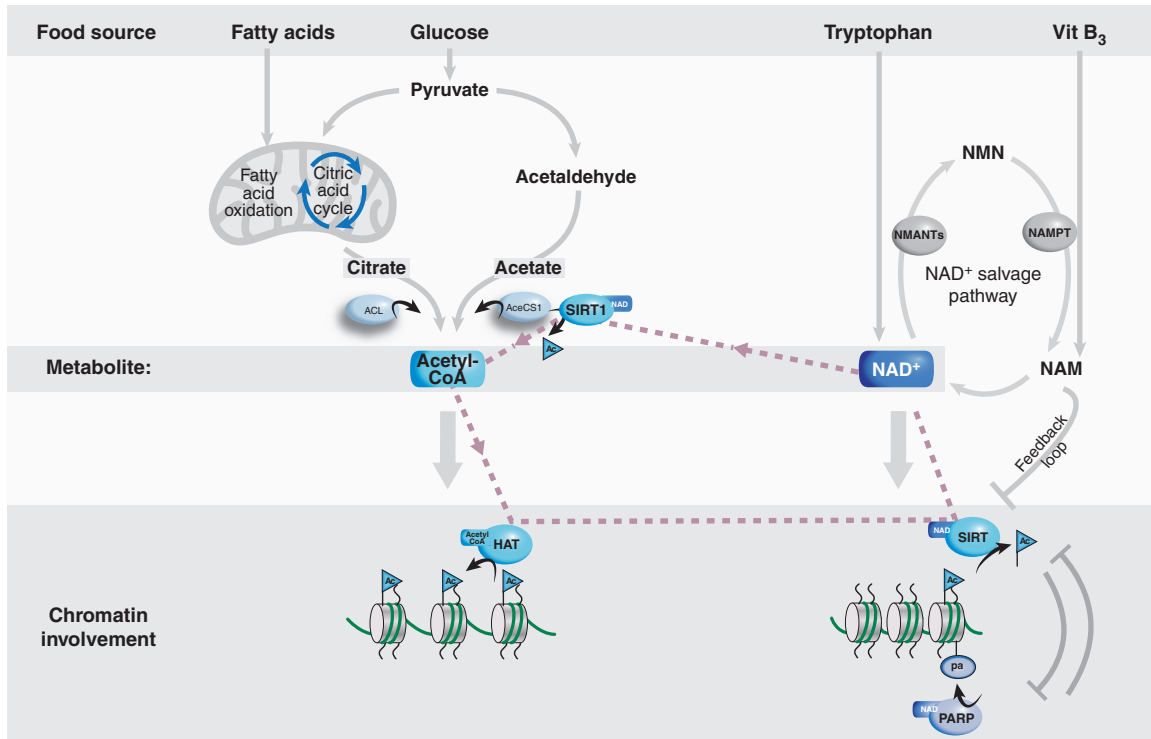 Food source
Fatty acids
Glucose
Tryptophan
Vit B3
Pyruvate
NMN
Fatty
acid
oxidation
Citric
acid
cycle
Acetaldehyde
NMANTs
NAMPT
NAD+ salvage
pathway
Citrate
Acetate
ACL
AceCS1
SIRT1
NAD
Ac
Metabolite:
Acetyl-
CoA
NAD+
NAM
Feedback
loop
Acetyl
CoA
HAT
NAD
SIRT
Ac
Ac
Ac
Ac
Ac
Chromatin
involvement
pa
NAD
PARP